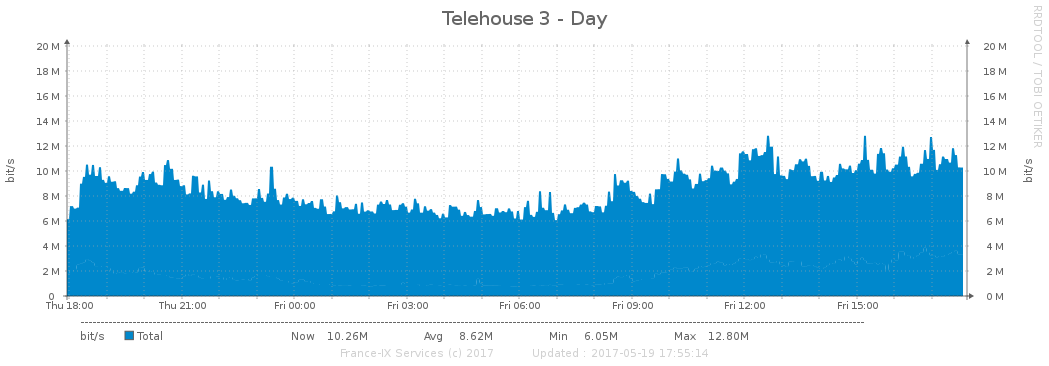 Telehouse 3 - Day
RRDTOOL / TOBI OETIKER
bit/s
20 M 20 M
18 M 18 M
16 M 16 M
14 M 14 M
12 M 12 M
10 M 10 M
8 M 8 M
6 M 6 M
4 M 4 M
2 M 2 M
0 0 M
bit/s
Thu 18:00 Thu 21:00 Fri 00:00 Fri 03:00 Fri 06:00 Fri 09:00 Fri 12:00 Fri 15:00
bit/s Total Now 10.26M Avg 8.62M Min 6.05M Max 12.80M
France-IX Services (c) 2017 Updated : 2017-05-19 17:55:14